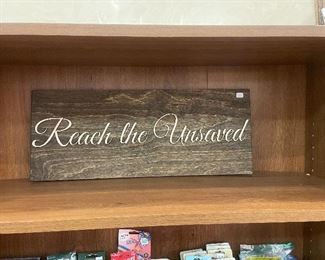 Reach the Unsaved